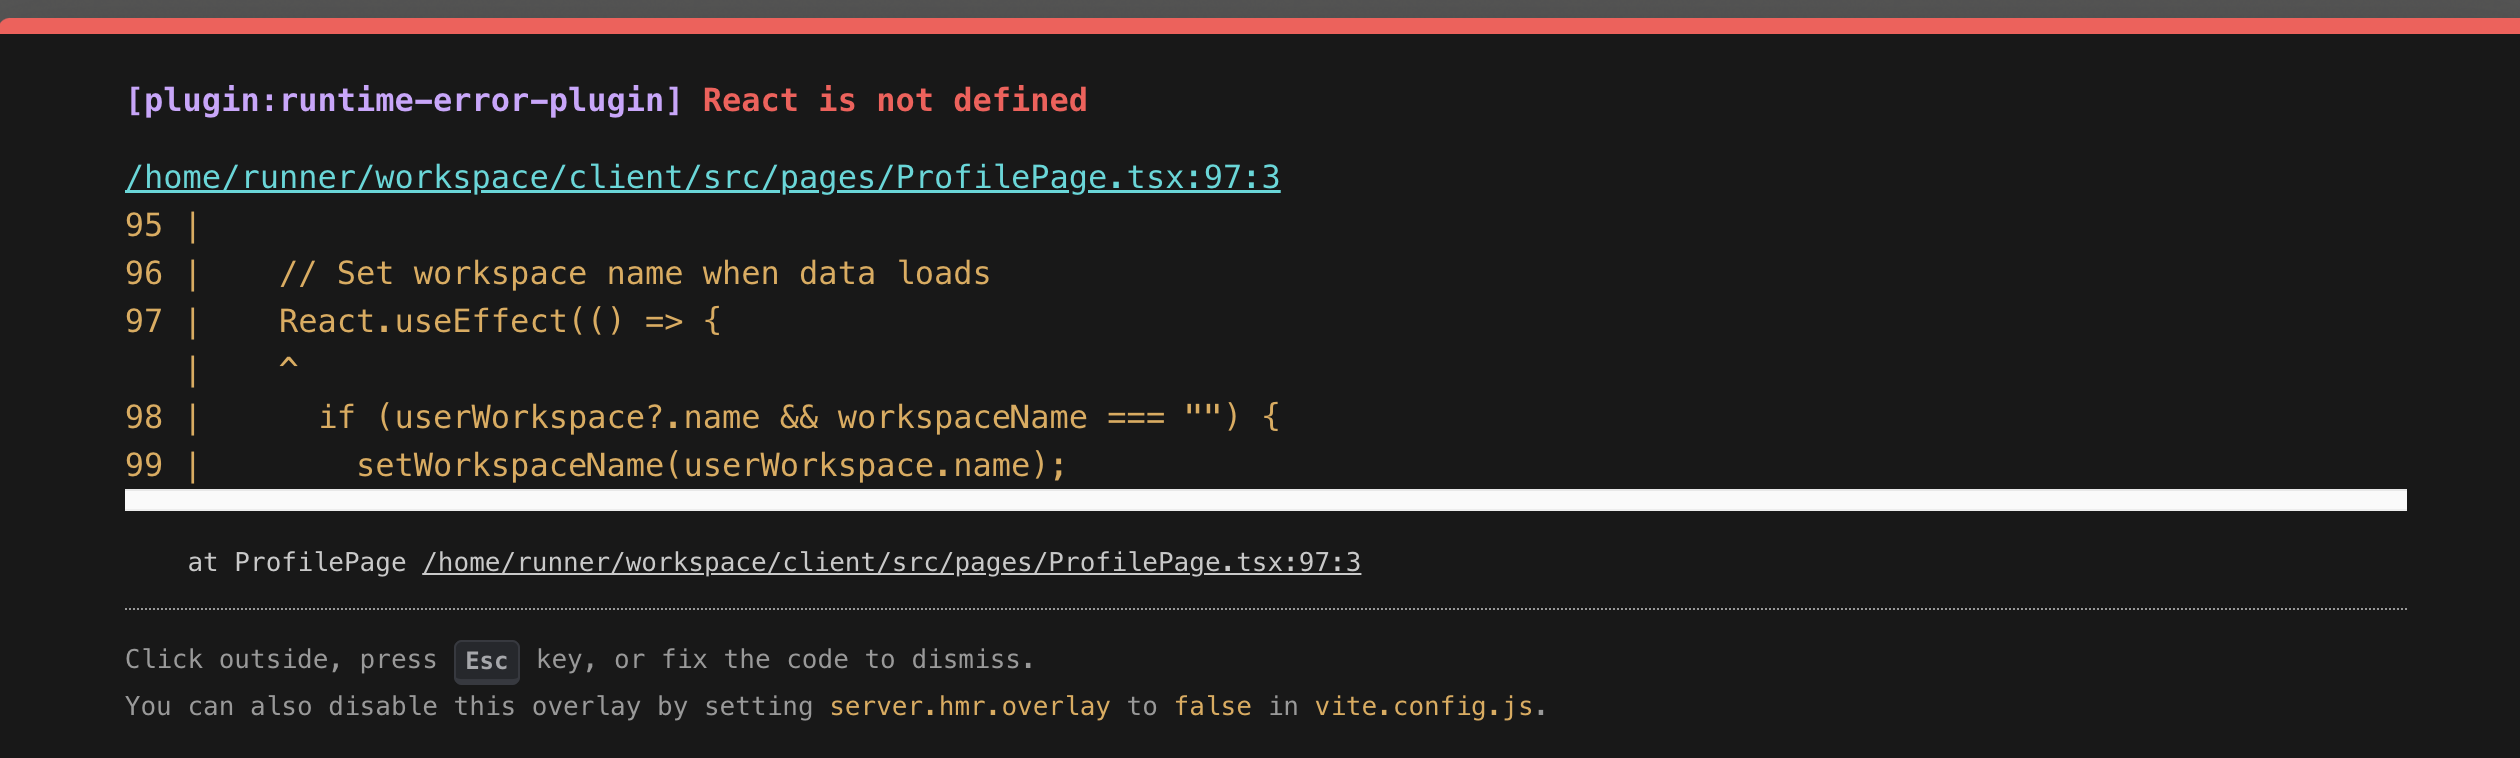 [plugin:runtime-error-plugin] React is not defined
/home/runner/workspace/client/src/pages/ProfilePage.tsx:97:3
95 |
96 |    // Set workspace name when data loads
97 |    React.useEffect(() => {
   |    ^
98 |      if (userWorkspace?.name && workspaceName === "") {
99 |        setWorkspaceName(userWorkspace.name);
at ProfilePage /home/runner/workspace/client/src/pages/ProfilePage.tsx:97:3
Click outside, press Esc key, or fix the code to dismiss.
You can also disable this overlay by setting server.hmr.overlay to false in vite.config.js.